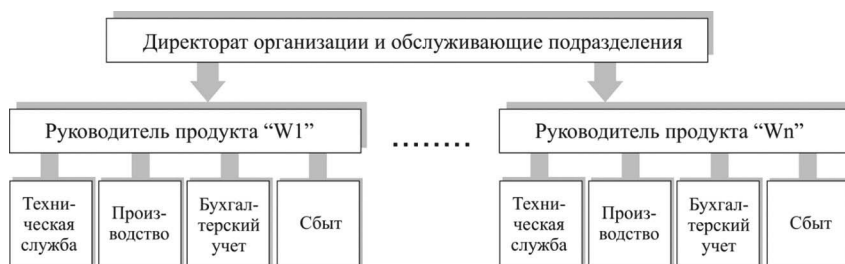 Директорат организации и обслуживающие подразделения
Руководитель продукта “W1”
........
Руководитель продукта “Wn”
Техни-
ческая
служба
Произ-
водство
Бухгал-
терский
учет
Сбыт
Техни-
ческая
служба
Произ-
водство
Бухгал-
терский
учет
Сбыт